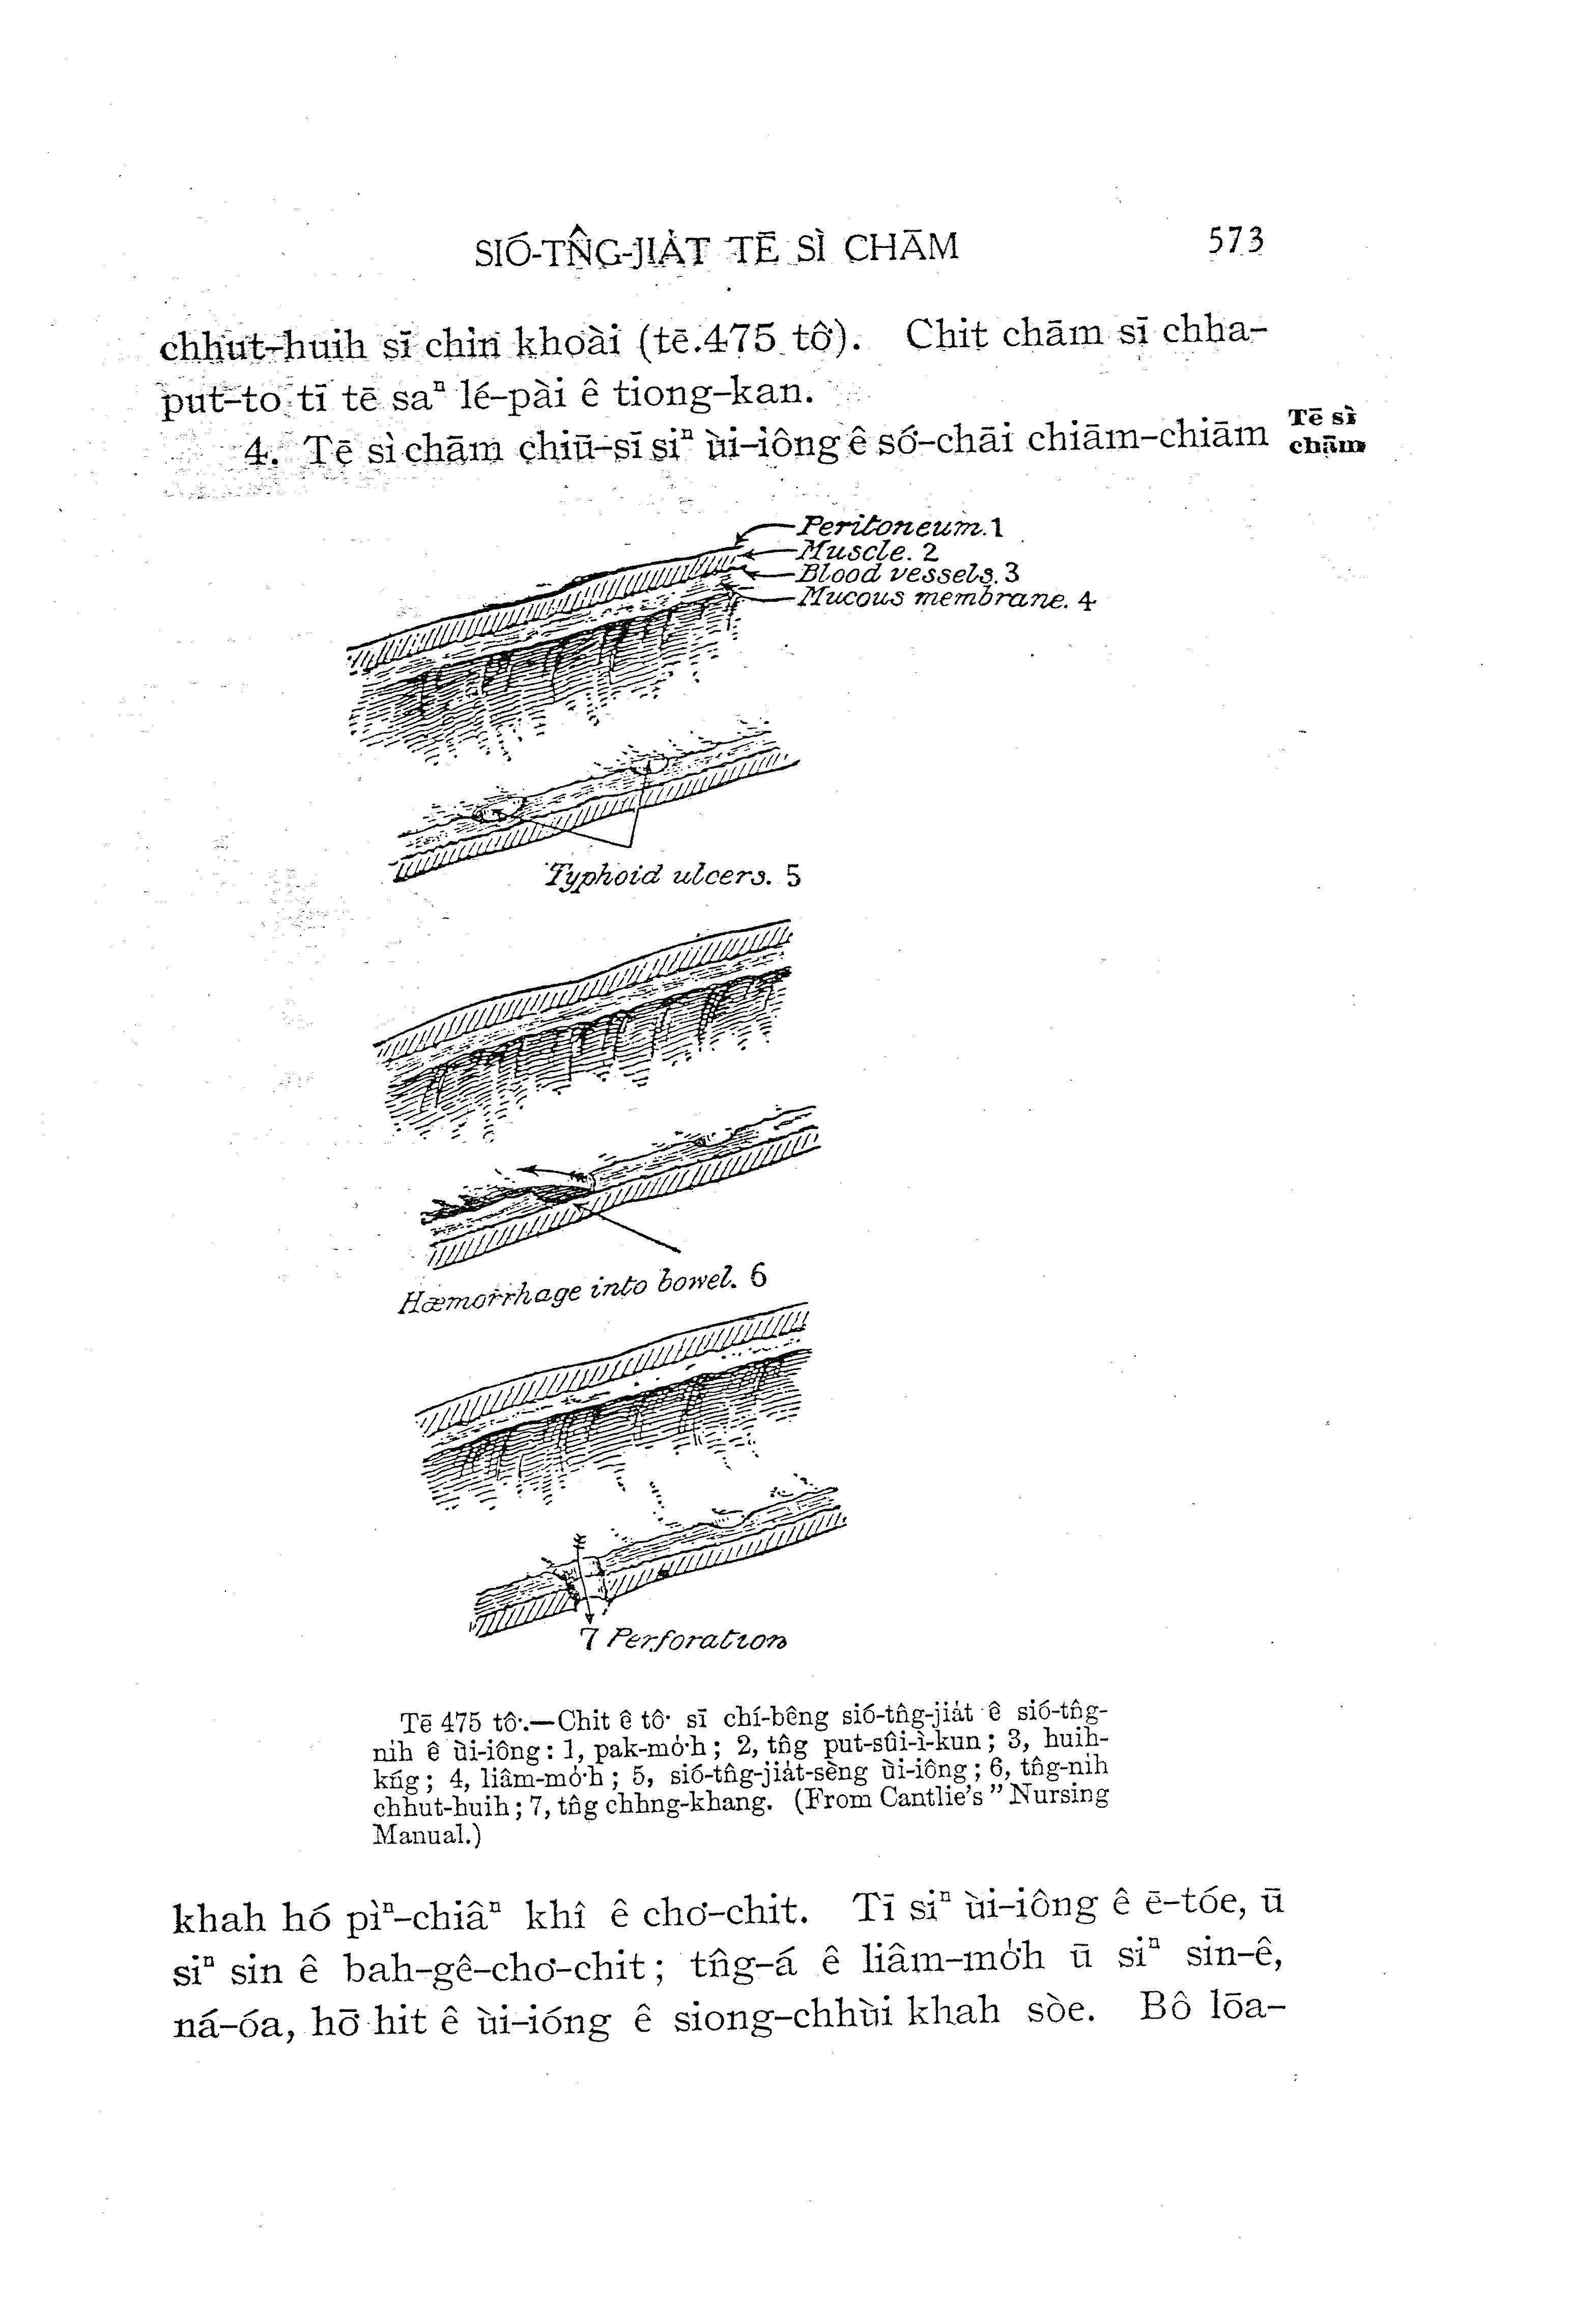 SIÓ-TN̂G-JIA̍T TĒ SÌ CHĀM 573
chhut-huih sī chin khoài (tē.475 tô͘). Chit chām sī chha-
put-to tī tē saⁿ lé-pài ê tiong-kan.
4. Tē sì chām chiū-sī siⁿ ùi-iông ê só͘-chāi chiām-chiām
Tē sì
chām
Peritoneum. 1
Muscle. 2
Blood vessels. 3
Mucous membrane. 4
Typhoid ulcers. 5
Hæmorrhage into bowel. 6
7 Perforation
Tē 475 tô͘.—Chit ê tô͘ sī chí-bêng sió-tn̂g-jia̍t ê sió-tn̂g-
nih ê ùi-iông: 1, pak-mo̍͘h; 2, tn̂g put-sûi-ì-kun; 3, huih-
kńg; 4, liâm-mo̍͘h; 5, sió-tn̂g-jia̍t-sèng ùi-iông; 6, tn̂g-nih
chhut-huih; 7, tn̂g chhng-khang. (From Cantlie's " Nursing
Manual.)
khah hó pìⁿ-chiâⁿ khî ê cho͘-chit. Tī siⁿ ùi-iông ê ē-tóe, ū
siⁿ sin ê bah-gê-cho͘-chit; tn̂g-á ê liâm-mo̍͘h ū siⁿ sin-ê,
ná-óa, hō͘ hit ê ùi-ióng ê siong-chhùi khah sòe. Bô lōa-